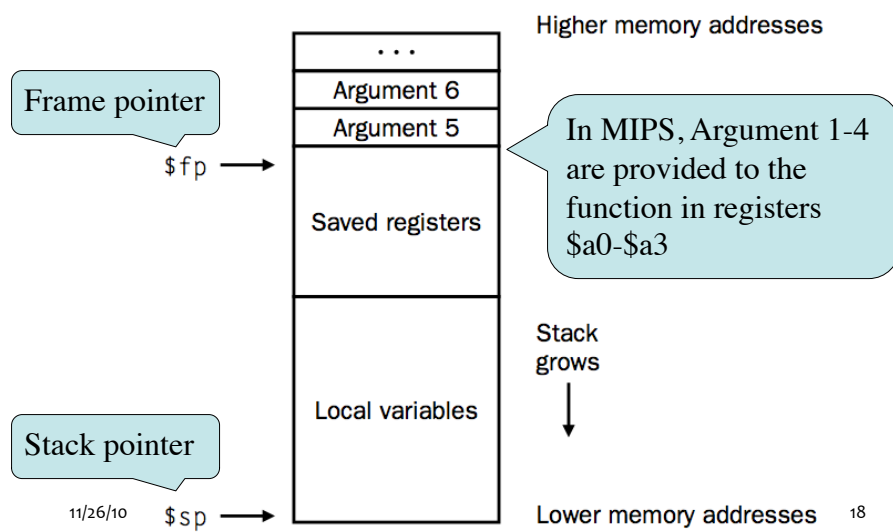 Higher memory addresses
...
Argument 6
Frame pointer
Argument 5
In MIPS, Argument 1-4
are provided to the
function in registers
$a0-$a3
$fp
Saved registers
Stack
grows
Local variables
Stack pointer
11/26/10
$sp
Lower memory addresses
18